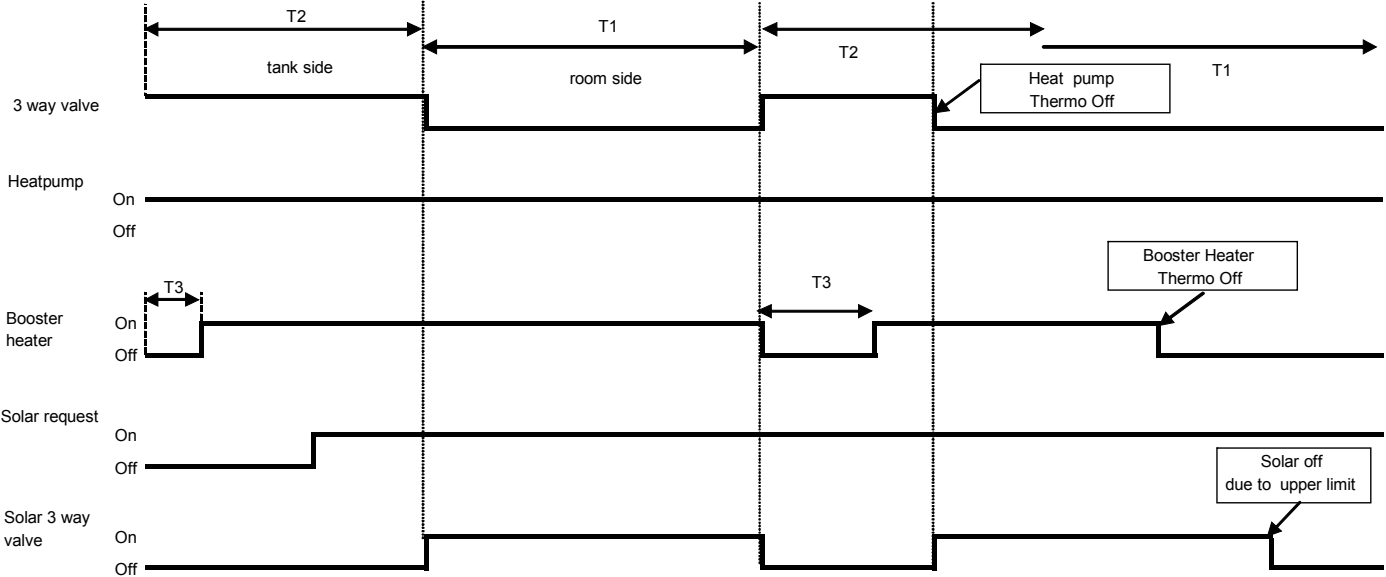 T2
T1
T2
T1
tank side
room side
Heat pump
Thermo Off
3 way valve
Heatpump
On
Off
Booster Heater
Thermo Off
T3
T3
Booster
heater
On
Off
Solar request
On
Off
Solar off
due to upper limit
Solar 3 way
valve
On
Off